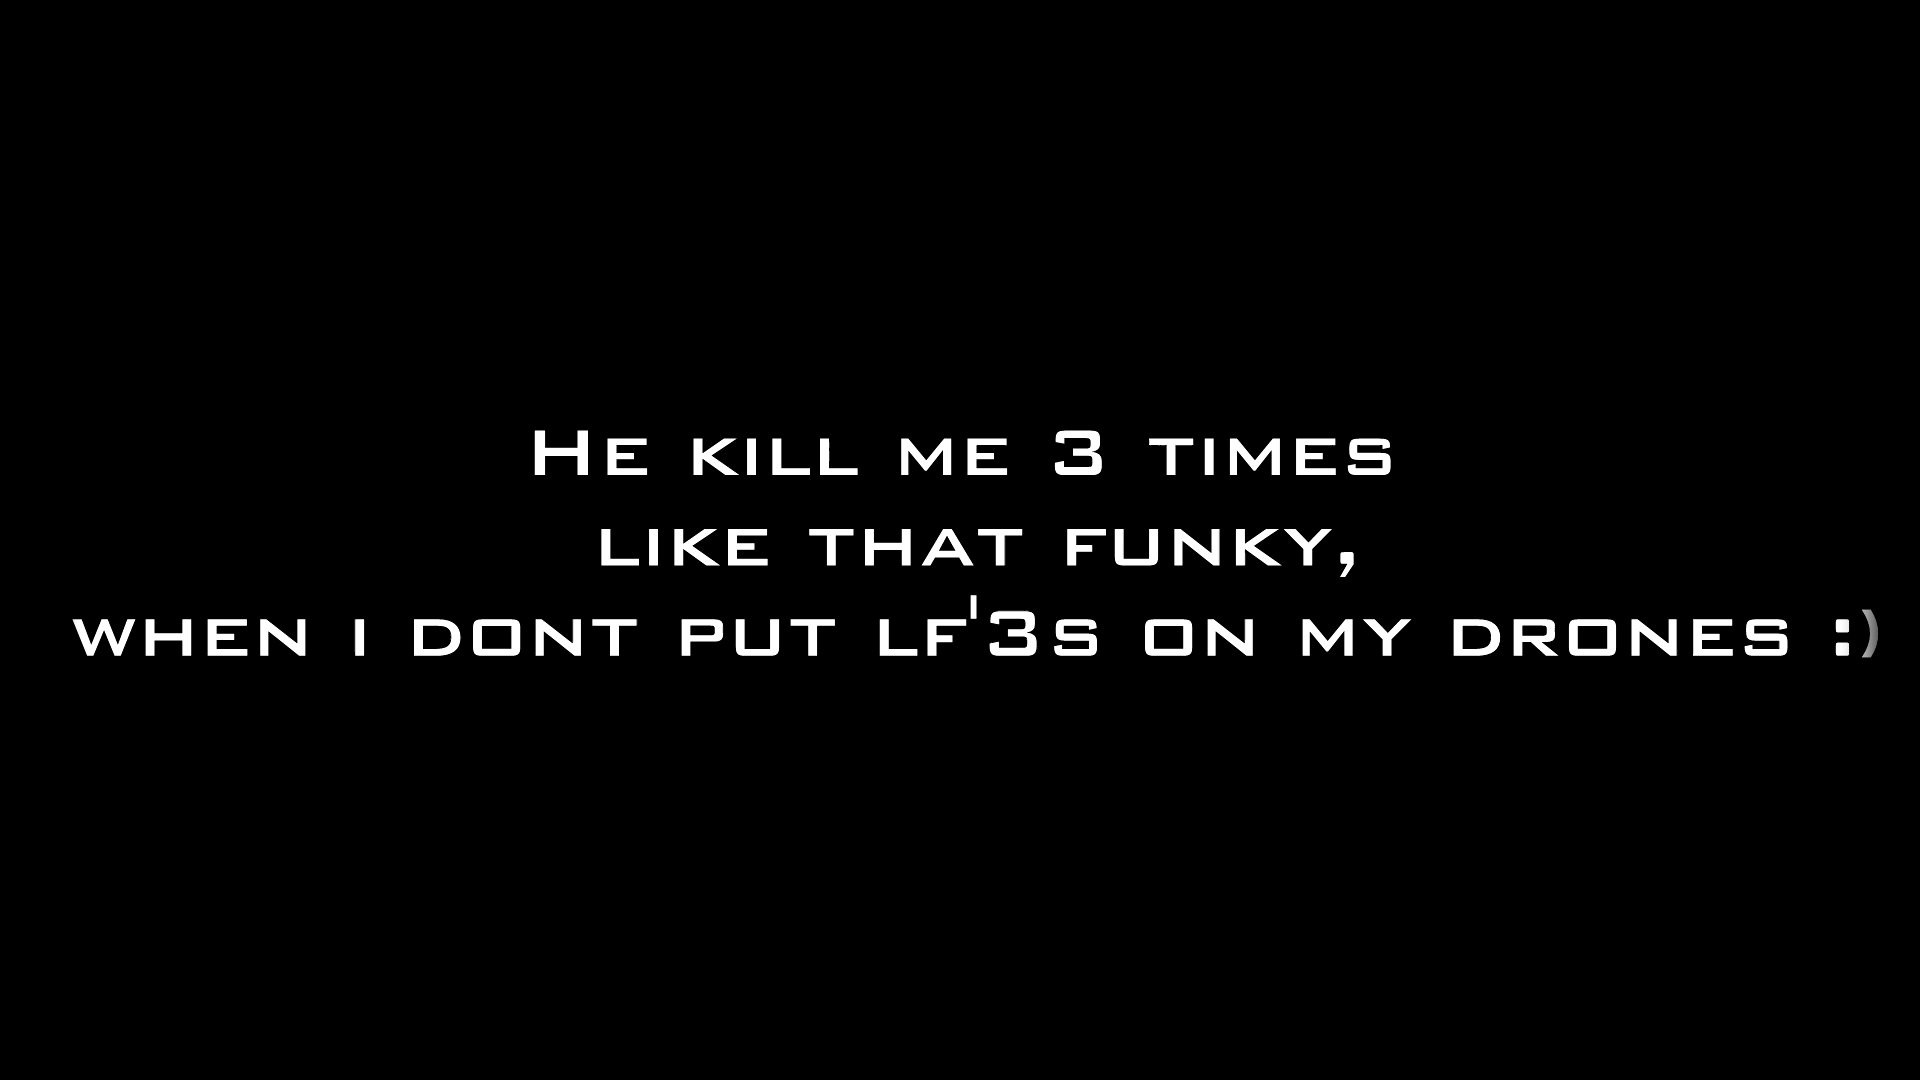 He kill me 3 times
like that funky,
when i dont put lf'3s on my drones :)